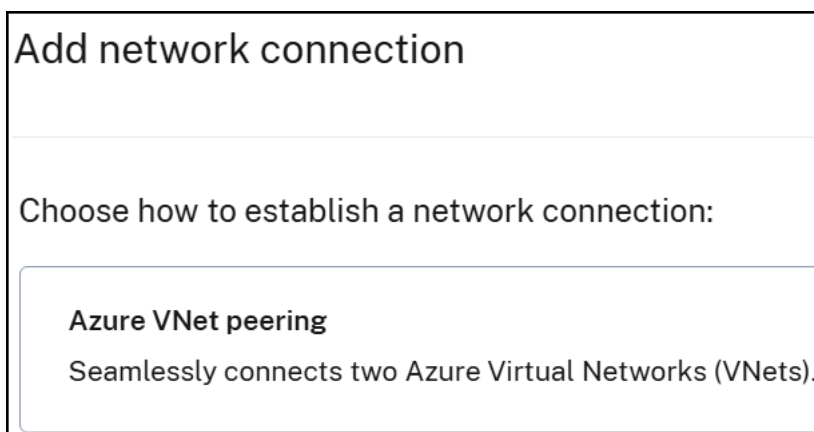 Add network connection
Choose how to establish a network connection:
Azure VNet peering
Seamlessly connects two Azure Virtual Networks (VNets).